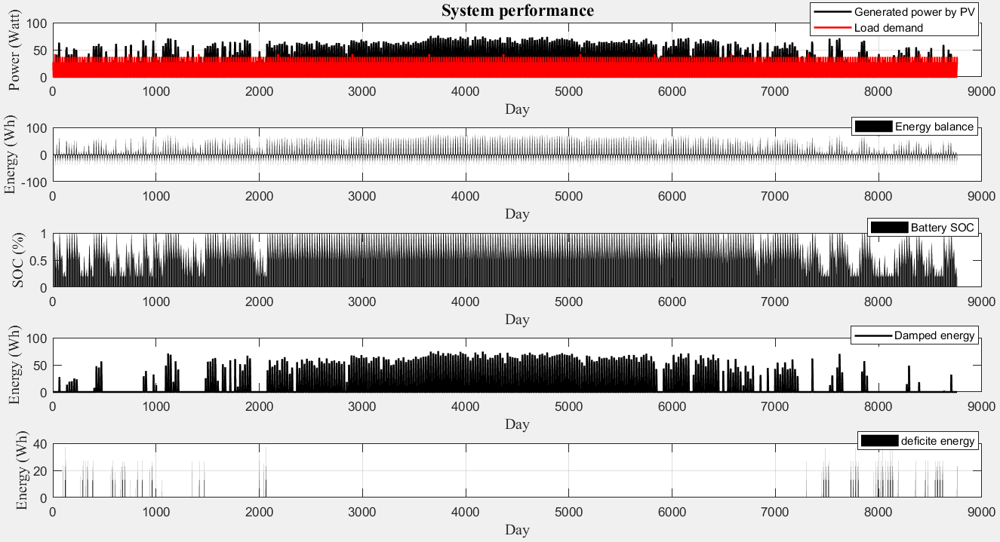 System performance
Power (Watt)
100
50
0
Generated power by PV
Load demand
0 1000 2000 3000 4000 5000 6000 7000 8000 9000
Day
Energy (Wh)
100
0
-100
Energy balance
0 1000 2000 3000 4000 5000 6000 7000 8000 9000
Day
SOC (%)
1
0.5
0
Battery SOC
0 1000 2000 3000 4000 5000 6000 7000 8000 9000
Day
Energy (Wh)
100
50
0
Damped energy
0 1000 2000 3000 4000 5000 6000 7000 8000 9000
Day
Energy (Wh)
40
20
0
deficite energy
0 1000 2000 3000 4000 5000 6000 7000 8000 9000
Day